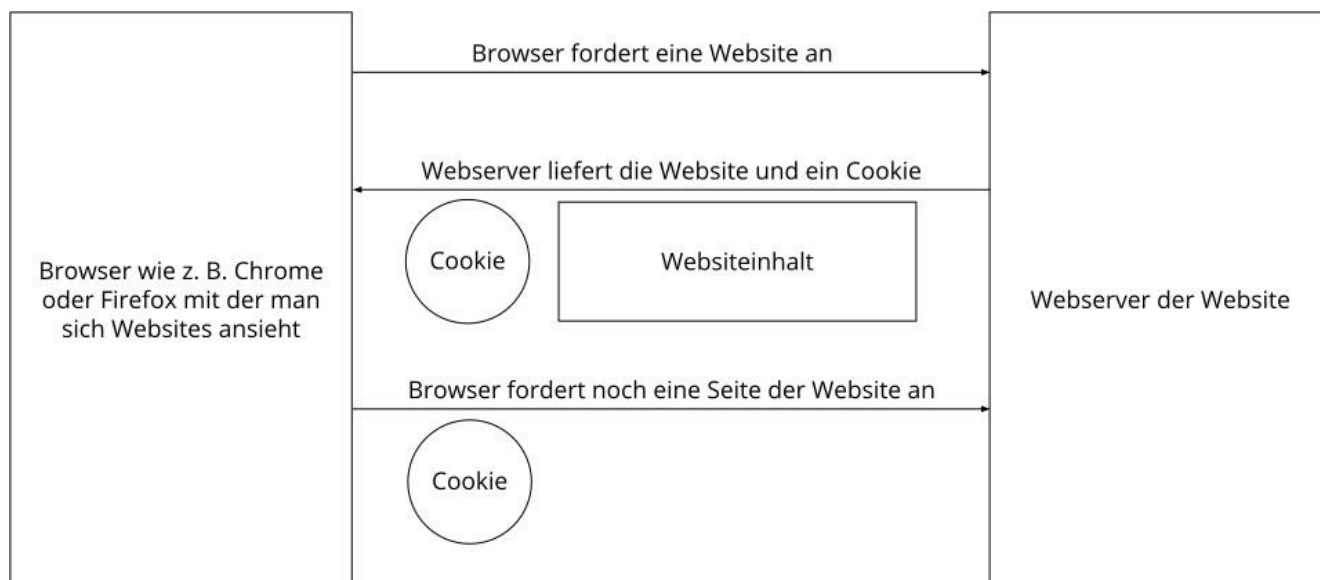 Browser fordert eine Website an
Webserver liefert die Website und ein Cookie
Cookie
Websiteinhalt
Browser wie z. B. Chrome
oder Firefox mit der man
sich Websites ansieht
Webserver der Website
Browser fordert noch eine Seite der Website an
Cookie